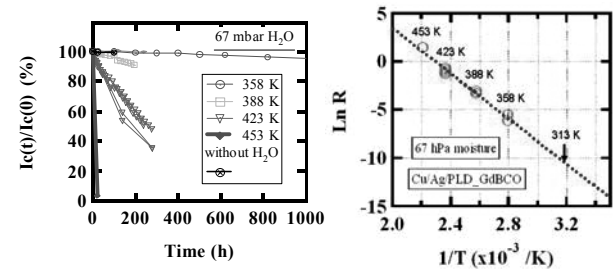 67 mbar H2O
100
80
60
40
20
0
Ic(t)/Ic(0) (%)
358 K
388 K
423 K
453 K
without H2O
0 200 400 600 800 1000
Time (h)
5
0
-5
-10
-15
Ln R
453 K
423 K
388 K
358 K
313 K
67 hPa moisture
Cu/Ag/PLD_GdBCO
2.0 2.4 2.8 3.2
1/T (x10⁻³ /K)